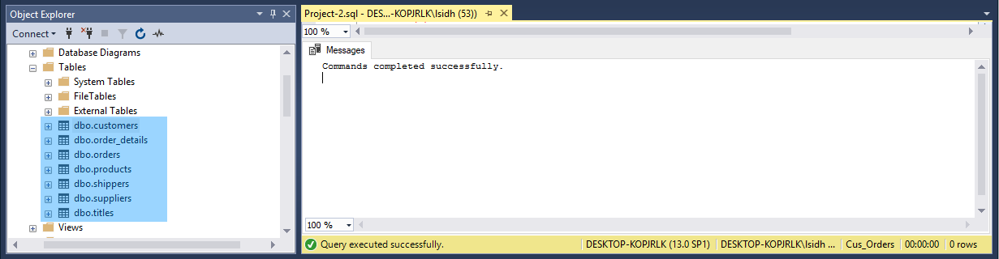 Object Explorer
Connect
Database Diagrams
Tables
System Tables
FileTables
External Tables
dbo.customers
dbo.order_details
dbo.orders
dbo.products
dbo.shippers
dbo.suppliers
dbo.titles
Views
Project-2.sql - DES...-KOPJRLK\lsidh (53))
100 %
Messages
Commands completed successfully.
100 %
Query executed successfully. DESKTOP-KOPJRLK (13.0 SP1) DESKTOP-KOPJRLK\lsidh ... Cus_Orders 00:00:00 0 rows